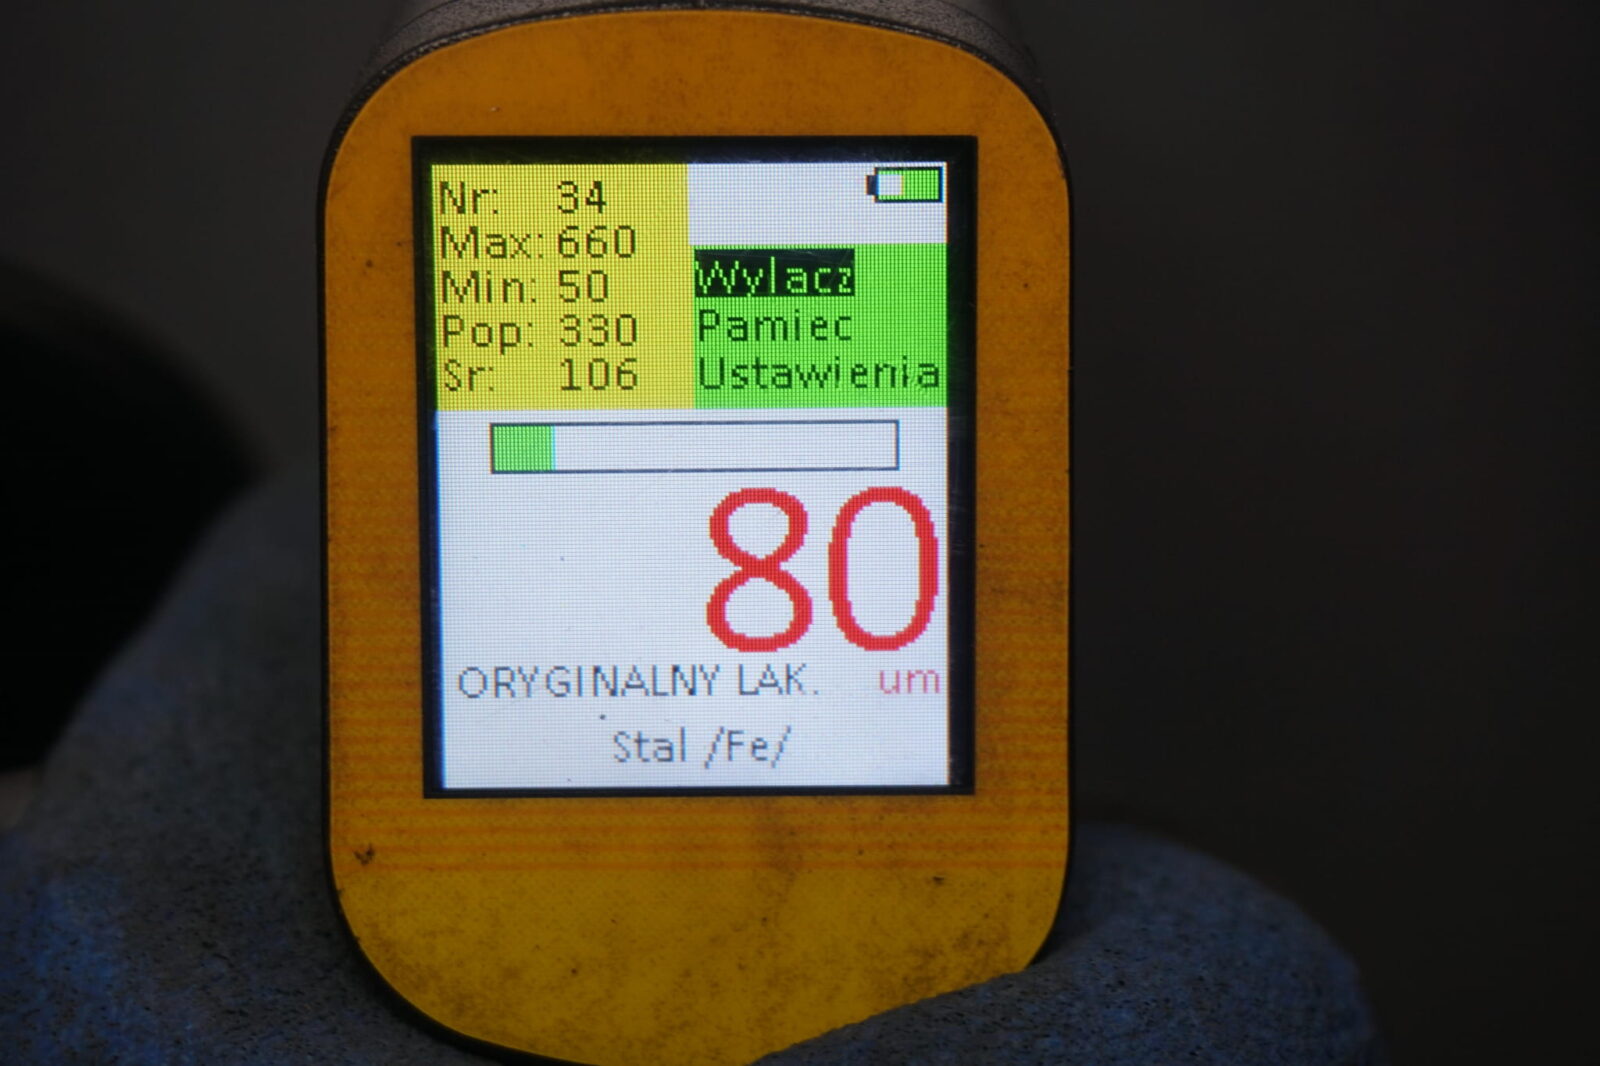 Nr: 34
Max: 660
Min: 50
Pop: 330
Sr: 106
Wylacz
Pamiec
Ustawienia
80
ORYGINALNY LAK. um
Stal /Fe/